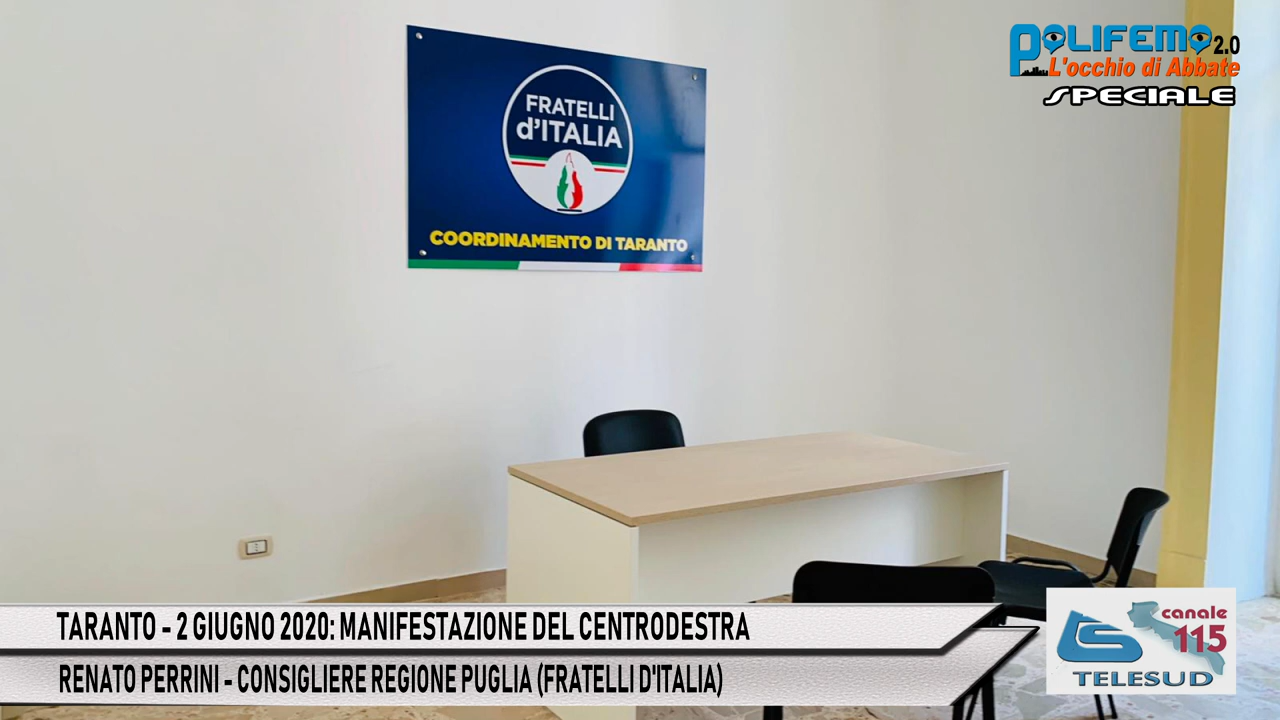 POLIFEMO 2.0
L'occhio di Abbate
SPECIALE
FRATELLI
d'ITALIA
COORDINAMENTO DI TARANTO
TARANTO - 2 GIUGNO 2020: MANIFESTAZIONE DEL CENTRODESTRA
RENATO PERRINI - CONSIGLIERE REGIONE PUGLIA (FRATELLI D'ITALIA)
canale
115
TS
TELESUD